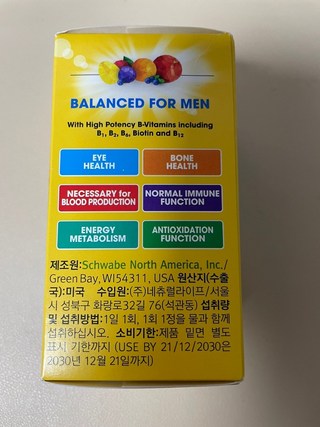 BALANCED FOR MEN
With High Potency B-Vitamins including
B1, B2, B6, Biotin and B12
EYE
HEALTH
BONE
HEALTH
NECESSARY for
BLOOD PRODUCTION
NORMAL IMMUNE
FUNCTION
ENERGY
METABOLISM
ANTIOXIDATION
FUNCTION
제조원:Schwabe North America, Inc./
Green Bay, WI54311, USA 원산지(수출
국):미국 수입원:(주)네츄럴라이프/서울
시 성북구 화랑로32길 76(석관동) 섭취량
및 섭취방법:1일 1회, 1회 1정을 물과 함께
섭취하십시오. 소비기한:제품 밑면 별도
표시 기한까지 (USE BY 21/12/2030은
2030년 12월 21일까지)